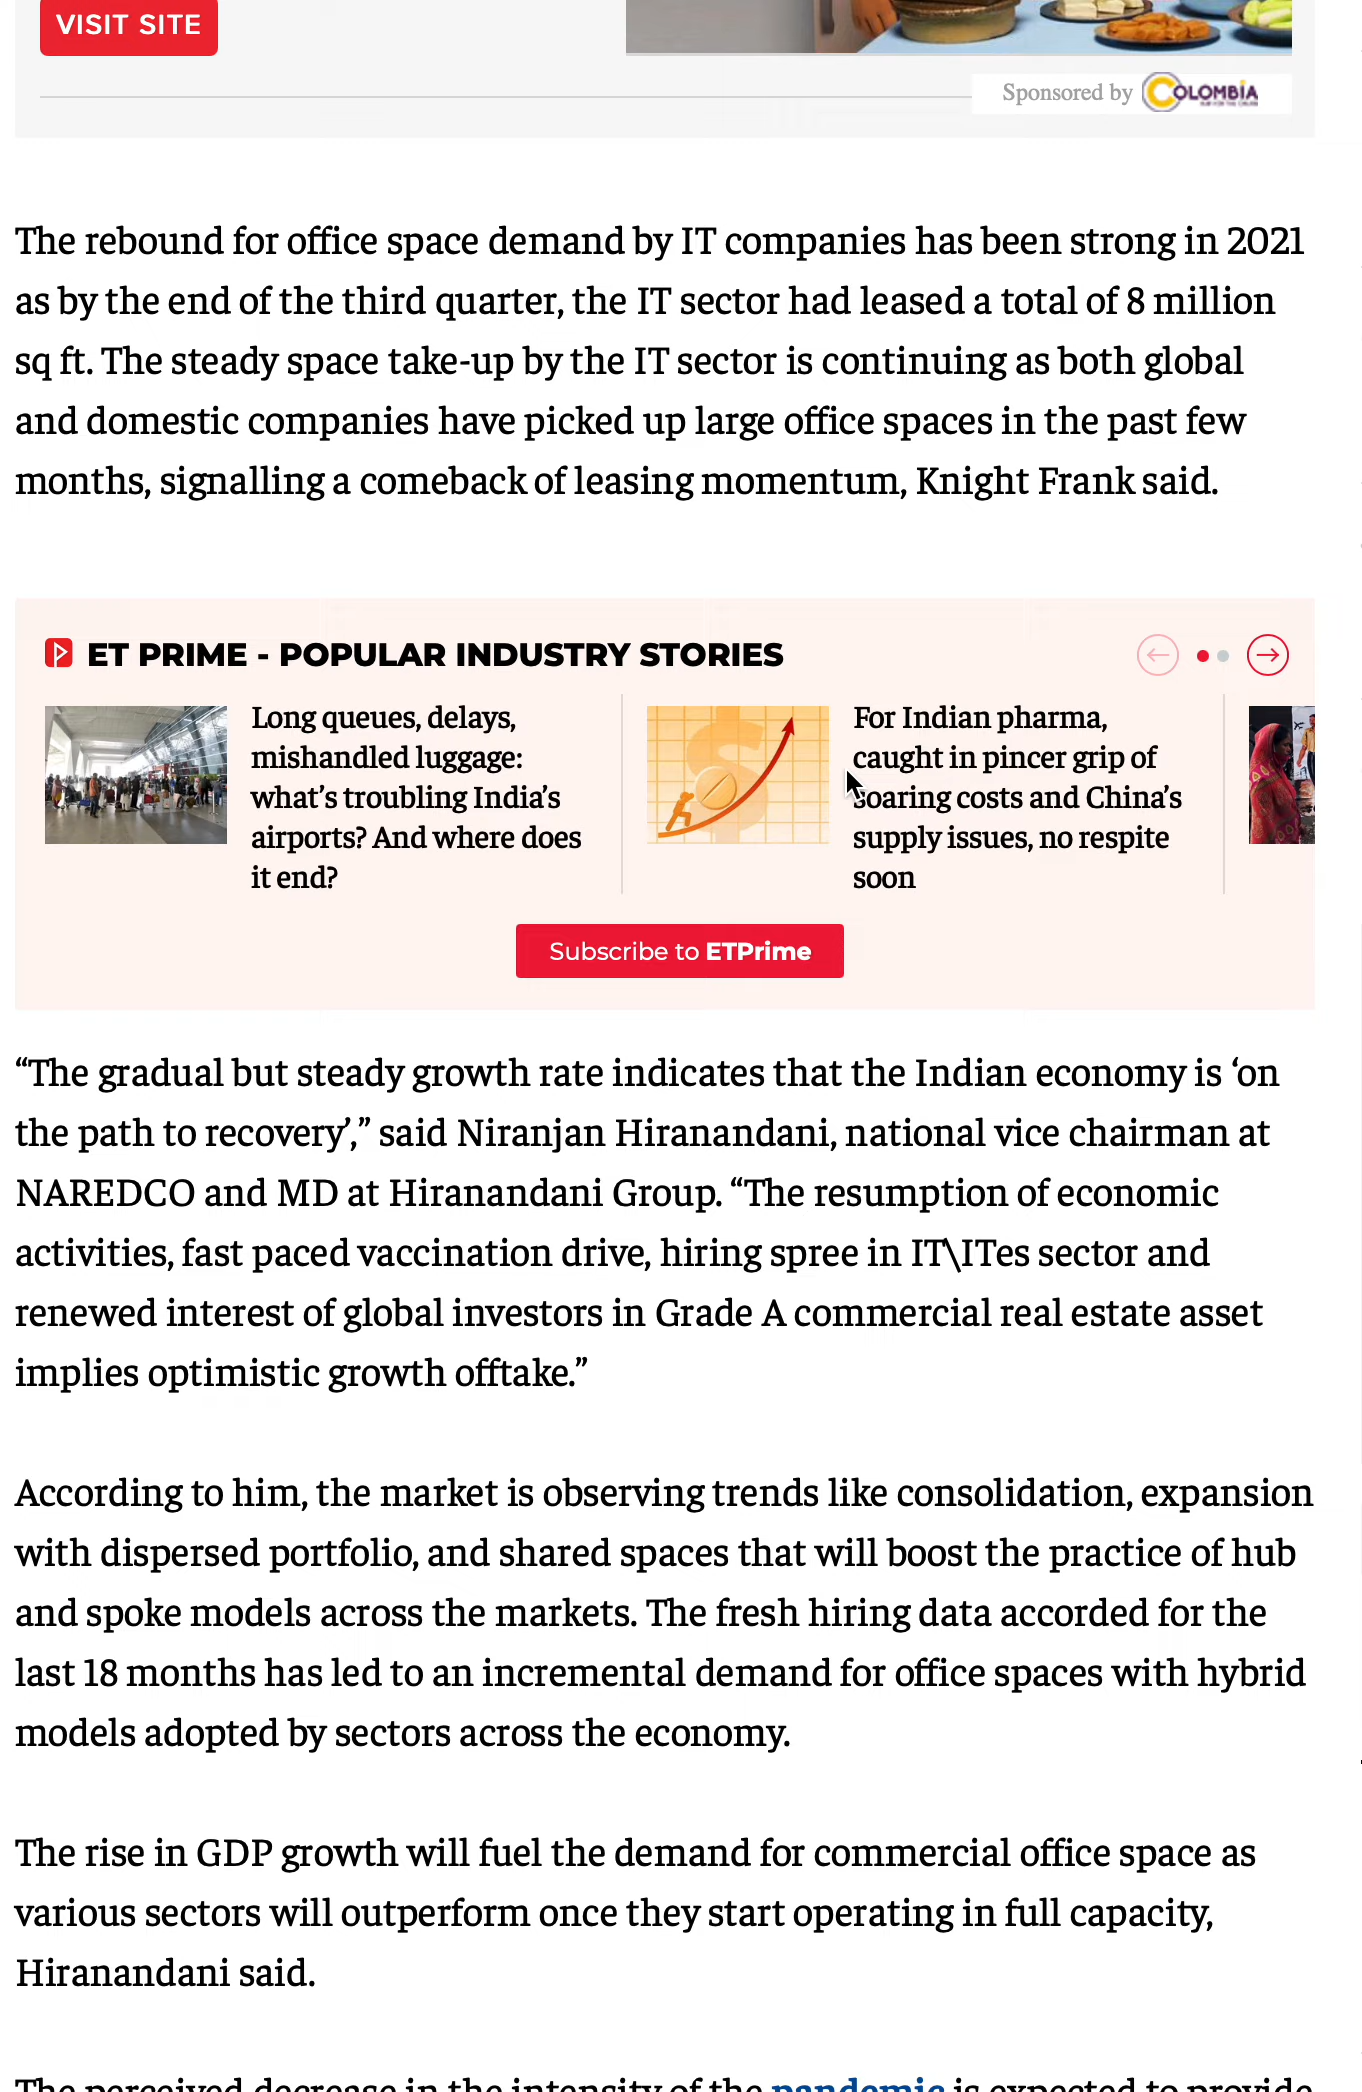 VISIT SITE
Sponsored by COLOMBIA
The rebound for office space demand by IT companies has been strong in 2021
as by the end of the third quarter, the IT sector had leased a total of 8 million
sq ft. The steady space take-up by the IT sector is continuing as both global
and domestic companies have picked up large office spaces in the past few
months, signalling a comeback of leasing momentum, Knight Frank said.
ET PRIME - POPULAR INDUSTRY STORIES
Long queues, delays,
mishandled luggage:
what’s troubling India’s
airports? And where does
it end?
For Indian pharma,
caught in pincer grip of
soaring costs and China’s
supply issues, no respite
soon
Subscribe to ETPrime
“The gradual but steady growth rate indicates that the Indian economy is ‘on
the path to recovery’,” said Niranjan Hiranandani, national vice chairman at
NAREDCO and MD at Hiranandani Group. “The resumption of economic
activities, fast paced vaccination drive, hiring spree in IT\ITes sector and
renewed interest of global investors in Grade A commercial real estate asset
implies optimistic growth offtake.”
According to him, the market is observing trends like consolidation, expansion
with dispersed portfolio, and shared spaces that will boost the practice of hub
and spoke models across the markets. The fresh hiring data accorded for the
last 18 months has led to an incremental demand for office spaces with hybrid
models adopted by sectors across the economy.
The rise in GDP growth will fuel the demand for commercial office space as
various sectors will outperform once they start operating in full capacity,
Hiranandani said.
The perceived decrease in the intensity of the pandemic is expected to provide